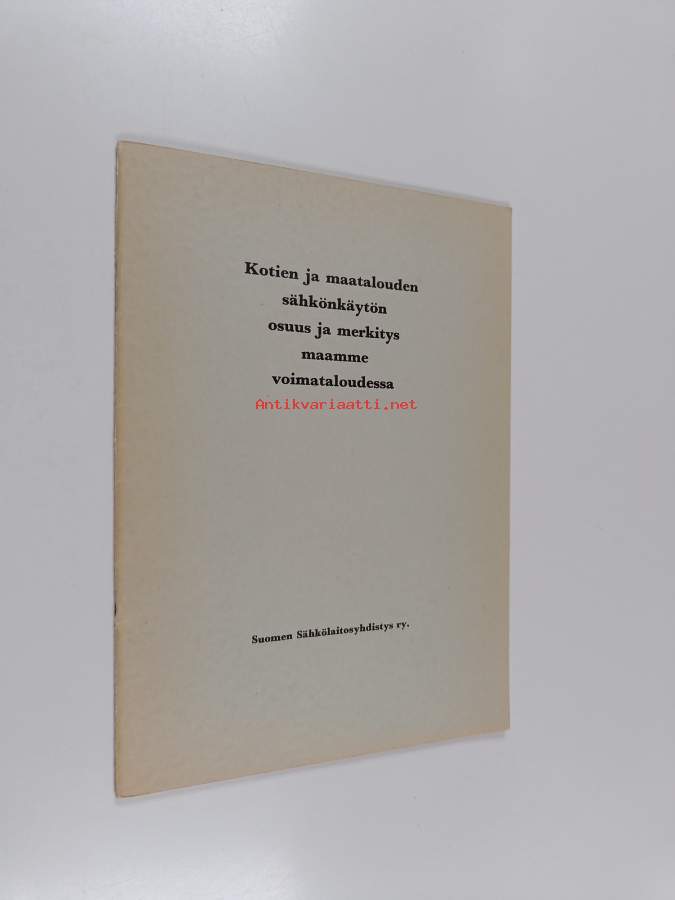 Kotien ja maatalouden
sähkönkäytön
osuus ja merkitys
maamme
voimataloudessa
Antikvariaatti.net
Suomen Sähkölaitosyhdistys ry.